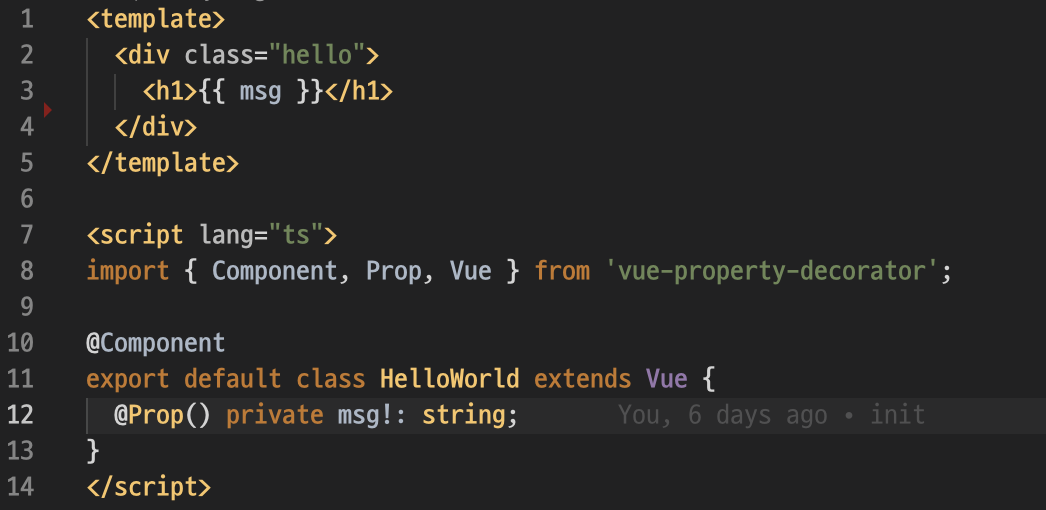 1 <template>
2 <div class="hello">
3 <h1>{{ msg }}</h1>
4 </div>
5 </template>
6
7 <script lang="ts">
8 import { Component, Prop, Vue } from 'vue-property-decorator';
9
10 @Component
11 export default class HelloWorld extends Vue {
12 @Prop() private msg!: string; You, 6 days ago • init
13 }
14 </script>